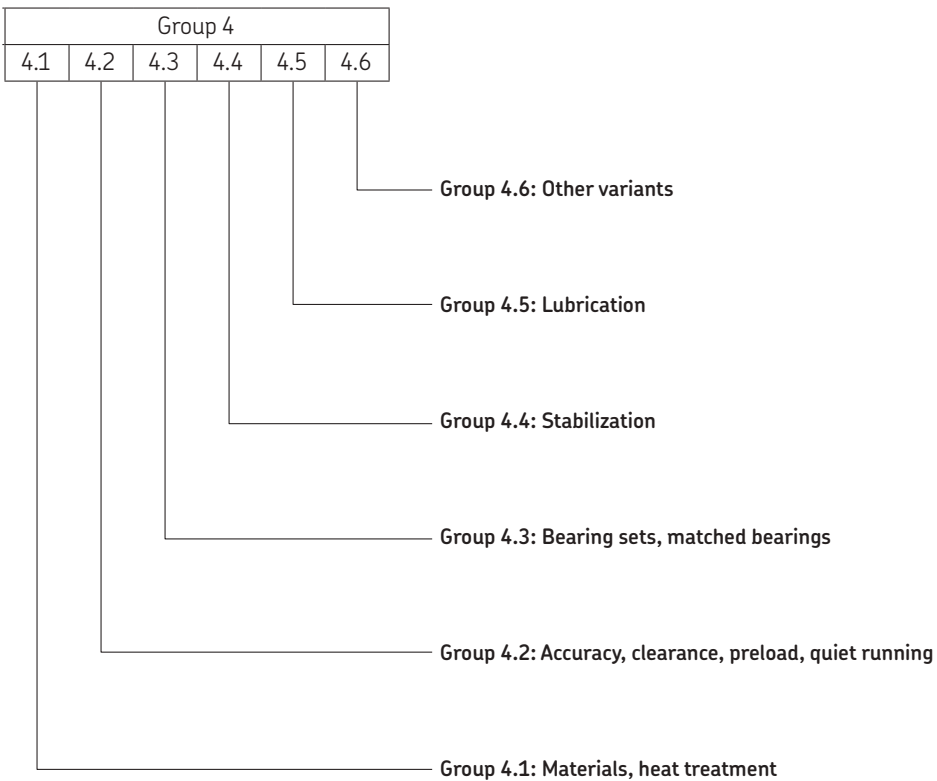 Group 4
4.1 4.2 4.3 4.4 4.5 4.6
Group 4.6: Other variants
Group 4.5: Lubrication
Group 4.4: Stabilization
Group 4.3: Bearing sets, matched bearings
Group 4.2: Accuracy, clearance, preload, quiet running
Group 4.1: Materials, heat treatment